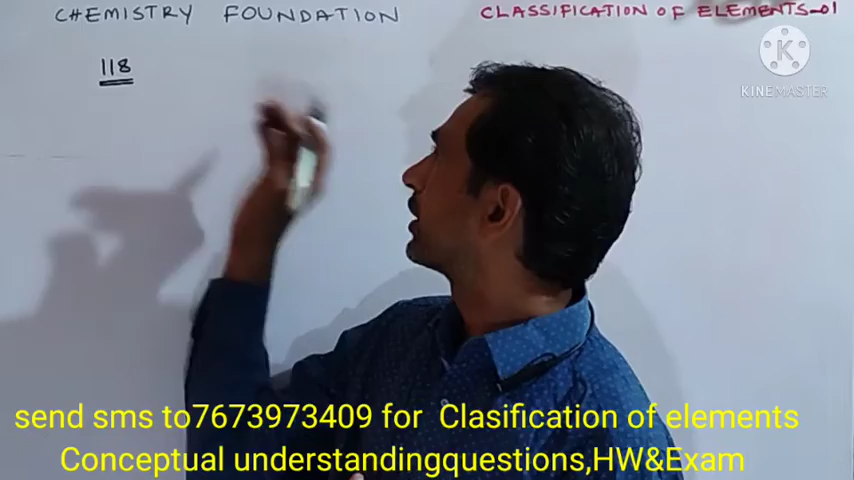 CHEMISTRY FOUNDATION
CLASSIFICATION OF ELEMENTS-01
118
K
KINEMASTER
send sms to7673973409 for Clasification of elements
Conceptual understandingquestions,HW&Exam